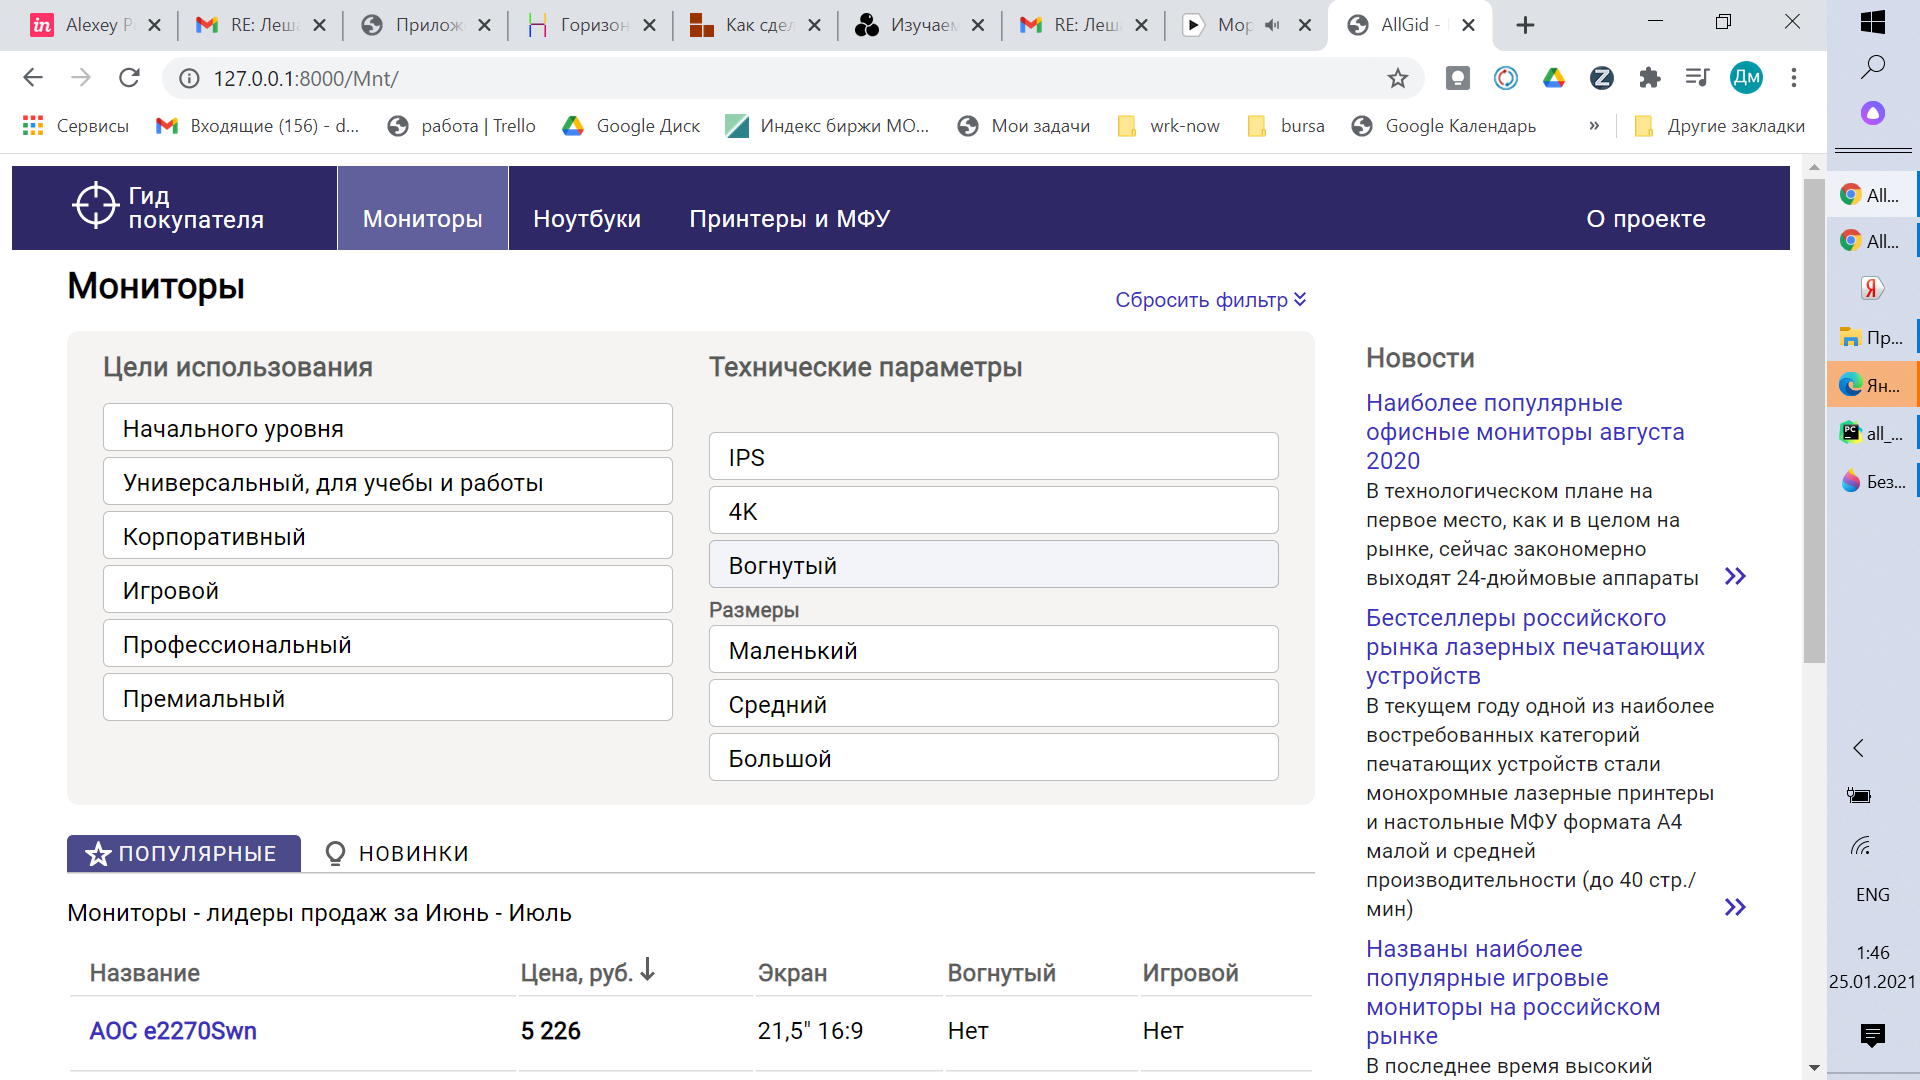 Alexey P
RE: Леш
Прилож
Горизон
Как сдел
Изучаем
RE: Леш
Мор
AllGid -
127.0.0.1:8000/Mnt/
Дм
Сервисы
Входящие (156) - d...
работа | Trello
Google Диск
Индекс биржи МО...
Мои задачи
wrk-now
bursa
Google Календарь
»
Другие закладки
Гид
покупателя
Мониторы
Ноутбуки
Принтеры и МФУ
О проекте
Мониторы
Сбросить фильтр
Цели использования
Начального уровня
Универсальный, для учебы и работы
Корпоративный
Игровой
Профессиональный
Премиальный
Технические параметры
IPS
4K
Вогнутый
Размеры
Маленький
Средний
Большой
ПОПУЛЯРНЫЕ
НОВИНКИ
Мониторы - лидеры продаж за Июнь - Июль
Название Цена, руб. Экран Вогнутый Игровой
AOC e2270Swn 5 226 21,5" 16:9 Нет Нет
Новости
Наиболее популярные
офисные мониторы августа
2020
В технологическом плане на
первое место, как и в целом на
рынке, сейчас закономерно
выходят 24-дюймовые аппараты
Бестселлеры российского
рынка лазерных печатающих
устройств
В текущем году одной из наиболее
востребованных категорий
печатающих устройств стали
монохромные лазерные принтеры
и настольные МФУ формата А4
малой и средней
производительности (до 40 стр./
мин)
Названы наиболее
популярные игровые
мониторы на российском
рынке
В последнее время высокий
All...
All...
Пр...
Ян...
all_...
Без...
ENG
1:46
25.01.2021